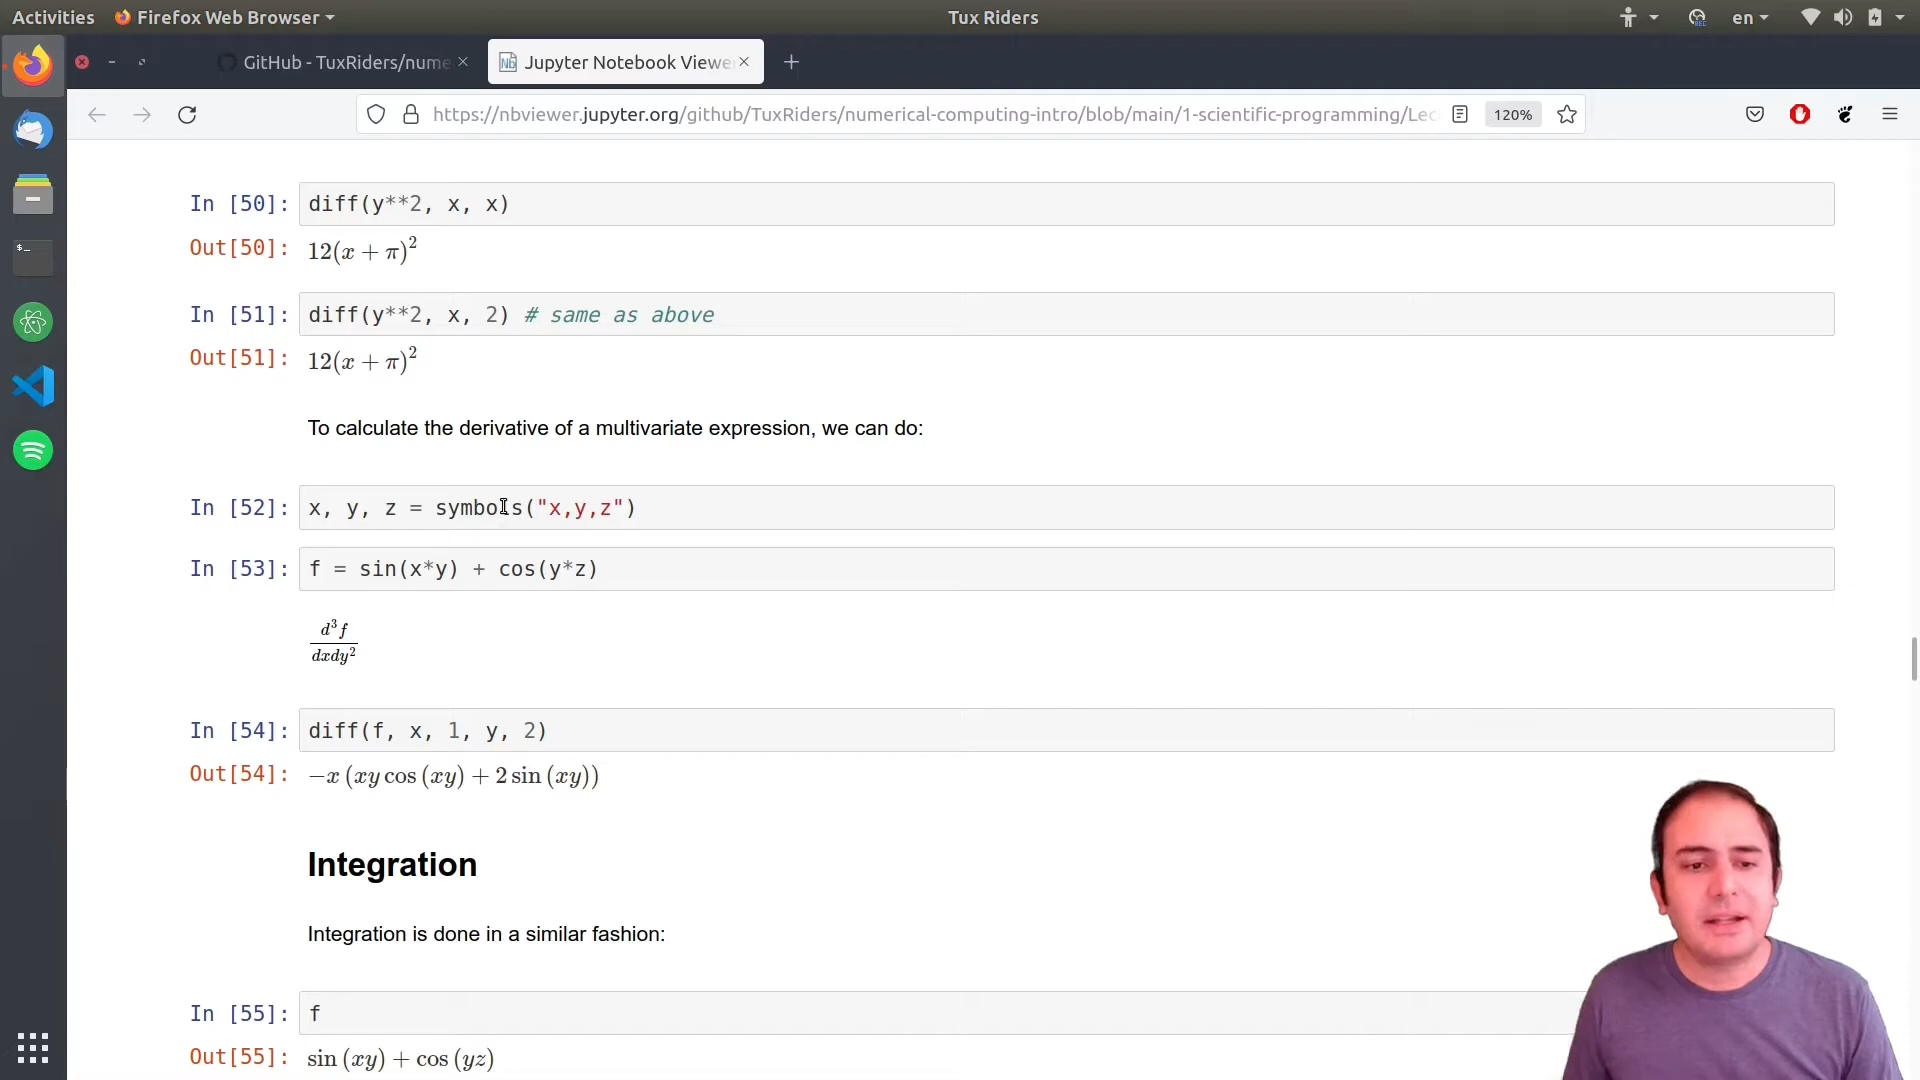 Activities Firefox Web Browser Tux Riders en
GitHub - TuxRiders/nume Jupyter Notebook Viewe
https://nbviewer.jupyter.org/github/TuxRiders/numerical-computing-intro/blob/main/1-scientific-programming/Lec 120%
In [50]: diff(y**2, x, x)
Out[50]: 12(x + π)²
In [51]: diff(y**2, x, 2) # same as above
Out[51]: 12(x + π)²
To calculate the derivative of a multivariate expression, we can do:
In [52]: x, y, z = symbols("x,y,z")
In [53]: f = sin(x*y) + cos(y*z)
d³f
dxdy²
In [54]: diff(f, x, 1, y, 2)
Out[54]: −x (xy cos (xy) + 2 sin (xy))
Integration
Integration is done in a similar fashion:
In [55]: f
Out[55]: sin (xy) + cos (yz)